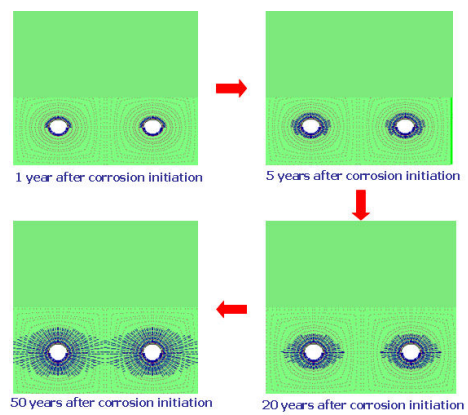 1 year after corrosion initiation
5 years after corrosion initiation
50 years after corrosion initiation
20 years after corrosion initiation